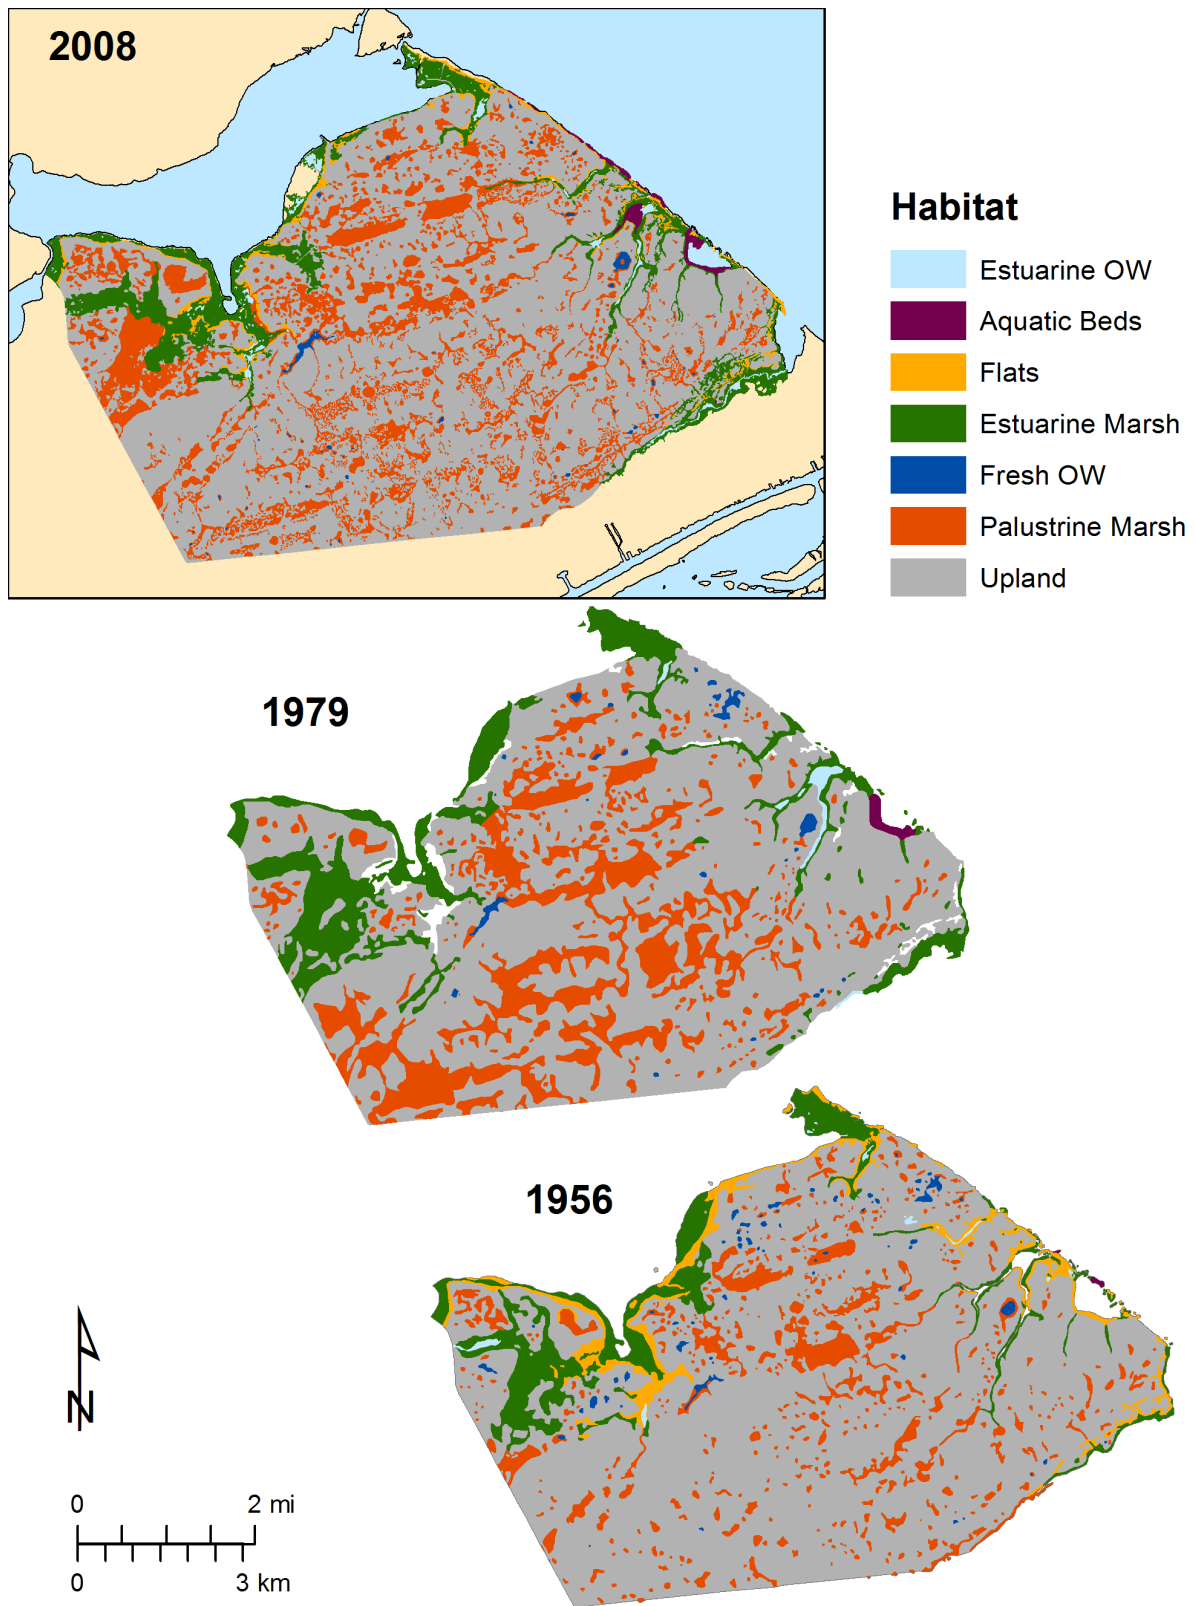 2008
Habitat
Estuarine OW
Aquatic Beds
Flats
Estuarine Marsh
Fresh OW
Palustrine Marsh
Upland
1979
1956
N
0 2 mi
0 3 km